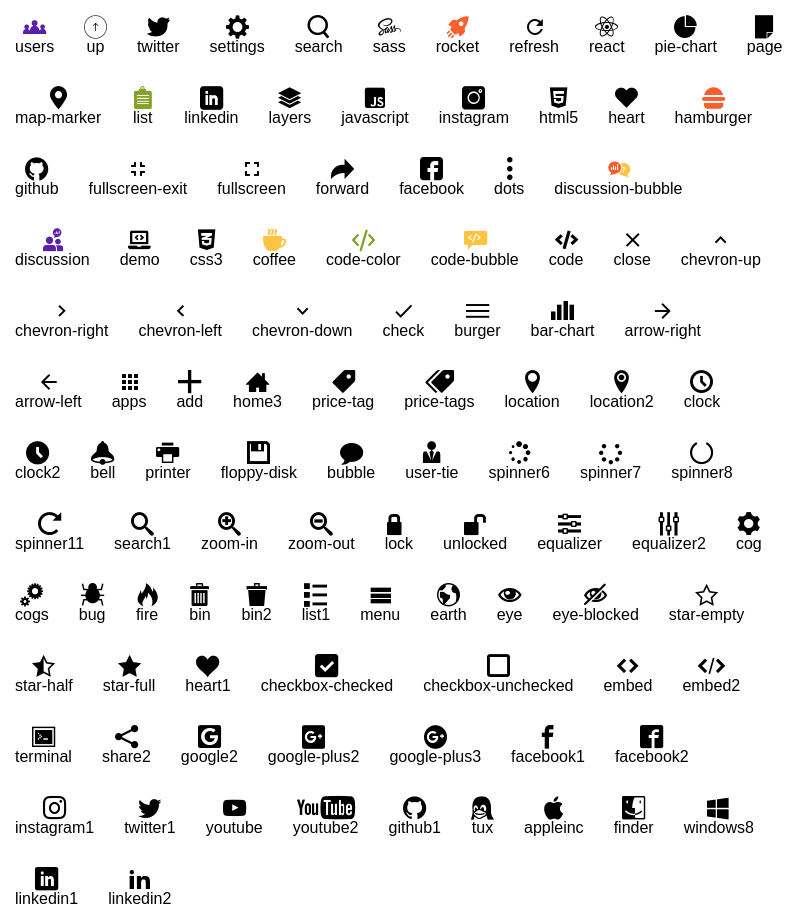 users up twitter settings search sass rocket refresh react pie-chart page
map-marker list linkedin layers javascript instagram html5 heart hamburger
github fullscreen-exit fullscreen forward facebook dots discussion-bubble
discussion demo css3 coffee code-color code-bubble code close chevron-up
chevron-right chevron-left chevron-down check burger bar-chart arrow-right
arrow-left apps add home3 price-tag price-tags location location2 clock
clock2 bell printer floppy-disk bubble user-tie spinner6 spinner7 spinner8
spinner11 search1 zoom-in zoom-out lock unlocked equalizer equalizer2 cog
cogs bug fire bin bin2 list1 menu earth eye eye-blocked star-empty
star-half star-full heart1 checkbox-checked checkbox-unchecked embed embed2
terminal share2 google2 google-plus2 google-plus3 facebook1 facebook2
instagram1 twitter1 youtube youtube2 github1 tux appleinc finder windows8
linkedin1 linkedin2